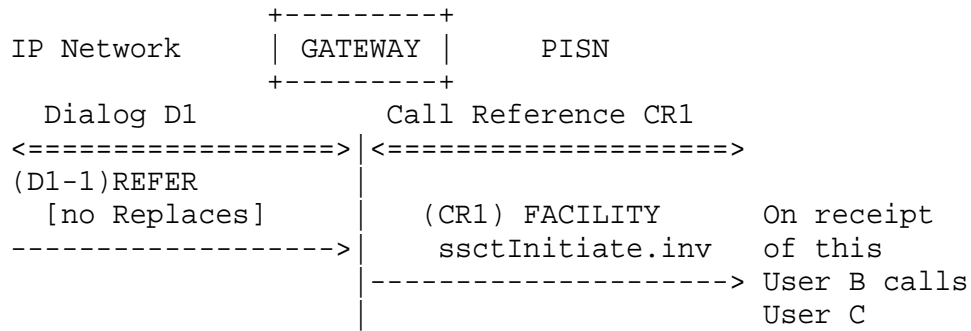 +---------+
IP Network | GATEWAY | PISN
+---------+
Dialog D1 Call Reference CR1
<==================>|<====================>
(D1-1)REFER |
[no Replaces] | (CR1) FACILITY On receipt
------------------->| ssctInitiate.inv of this
|---------------------> User B calls
| User C